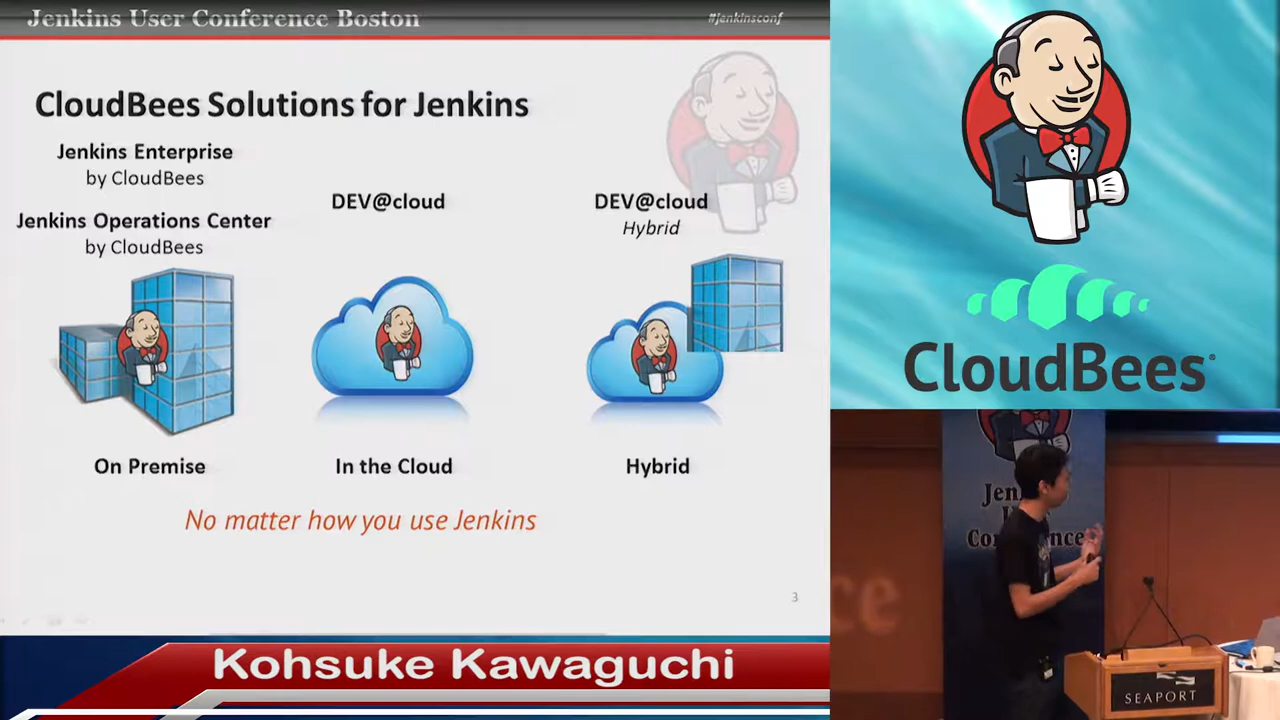 Jenkins User Conference Boston
#jenkinsconf
CloudBees Solutions for Jenkins
Jenkins Enterprise
by CloudBees
Jenkins Operations Center
by CloudBees
DEV@cloud
DEV@cloud
Hybrid
On Premise
In the Cloud
Hybrid
No matter how you use Jenkins
3
Kohsuke Kawaguchi
CloudBees®
SEAPORT